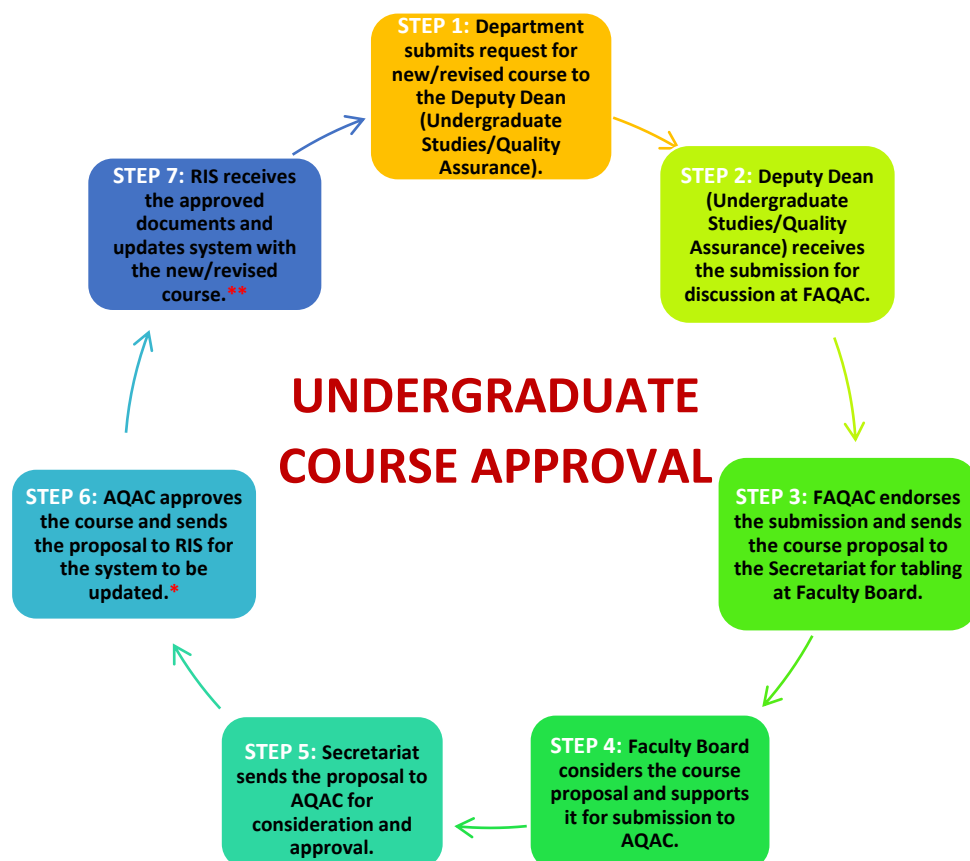 STEP 1: Department
submits request for
new/revised course to
the Deputy Dean
(Undergraduate
Studies/Quality
Assurance).
STEP 2: Deputy Dean
(Undergraduate
Studies/Quality
Assurance) receives
the submission for
discussion at FAQAC.
STEP 3: FAQAC endorses
the submission and sends
the course proposal to
the Secretariat for tabling
at Faculty Board.
STEP 4: Faculty Board
considers the course
proposal and supports
it for submission to
AQAC.
STEP 5: Secretariat
sends the proposal to
AQAC for
consideration and
approval.
STEP 6: AQAC approves
the course and sends
the proposal to RIS for
the system to be
updated.*
STEP 7: RIS receives
the approved
documents and
updates system with
the new/revised
course.**
UNDERGRADUATE
COURSE APPROVAL